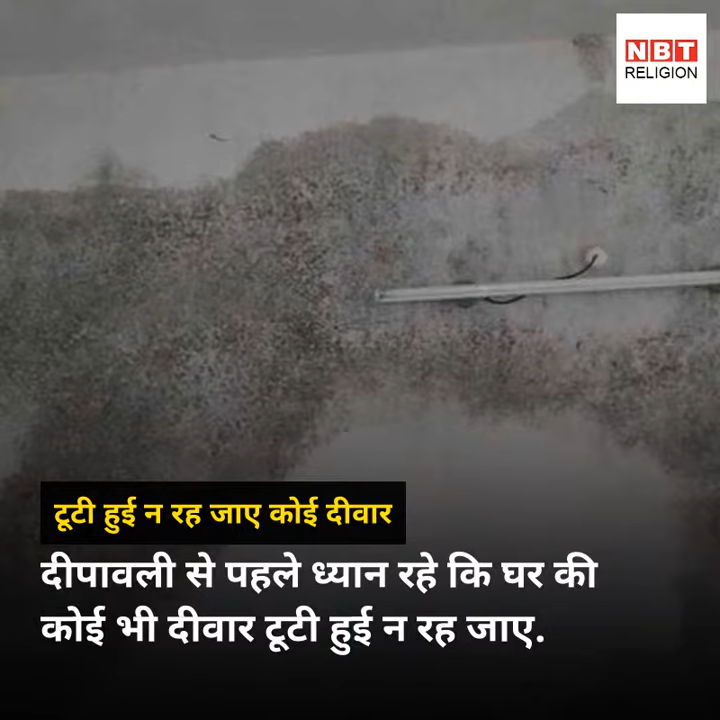 NBT
RELIGION
टूटी हुई न रह जाए कोई दीवार
दीपावली से पहले ध्यान रहे कि घर की
कोई भी दीवार टूटी हुई न रह जाए.